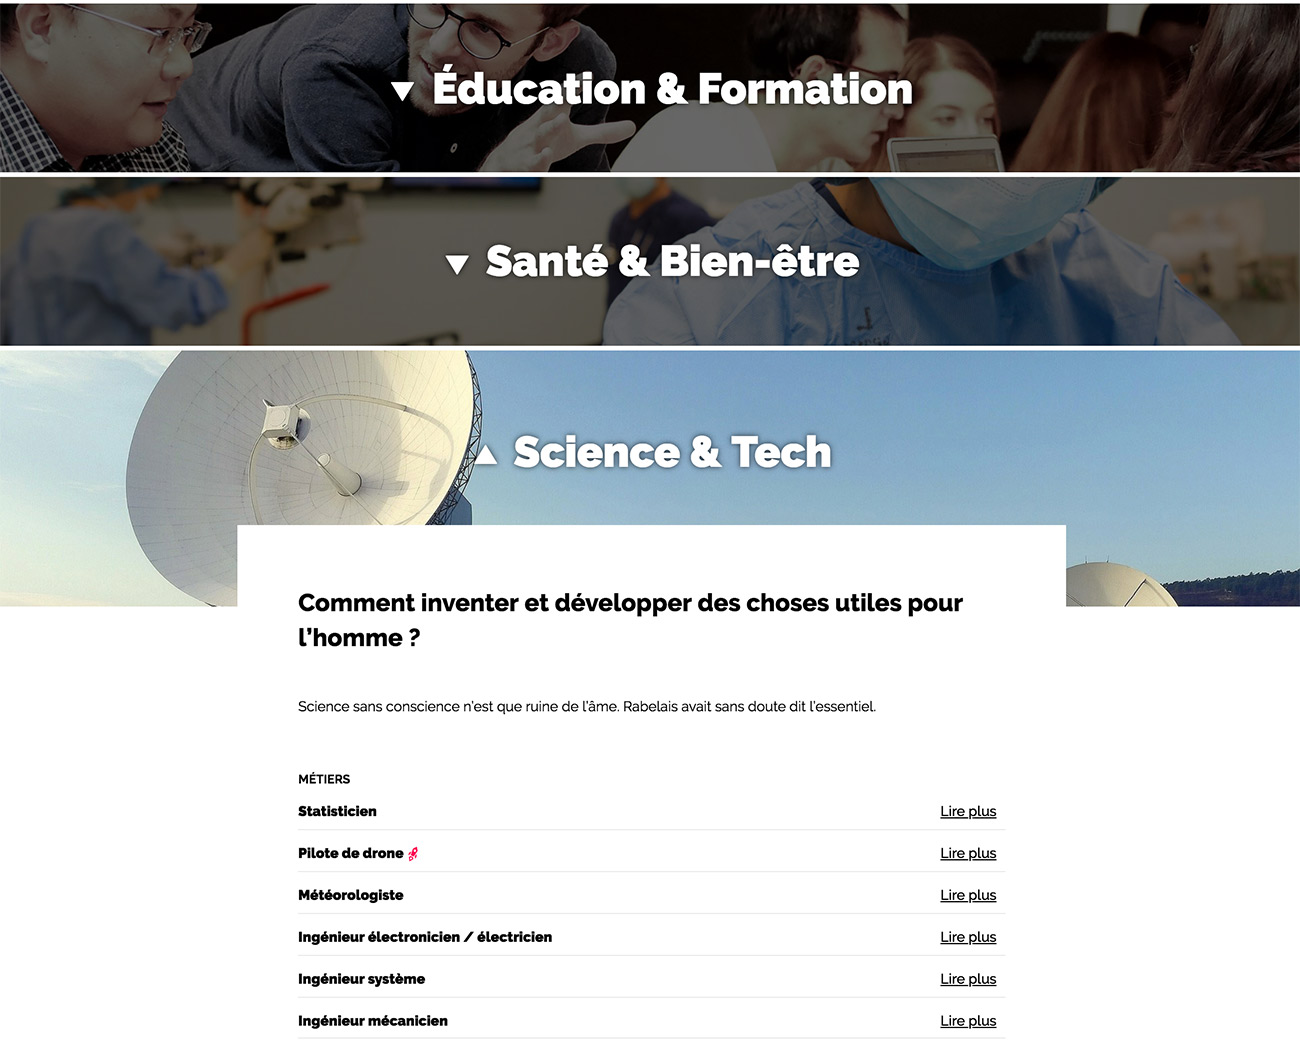 Éducation & Formation
Santé & Bien-être
Science & Tech
Comment inventer et développer des choses utiles pour
l’homme ?
Science sans conscience n’est que ruine de l’âme. Rabelais avait sans doute dit l’essentiel.
MÉTIERS
Statisticien Lire plus
Pilote de drone Lire plus
Météorologiste Lire plus
Ingénieur électronicien / électricien Lire plus
Ingénieur système Lire plus
Ingénieur mécanicien Lire plus